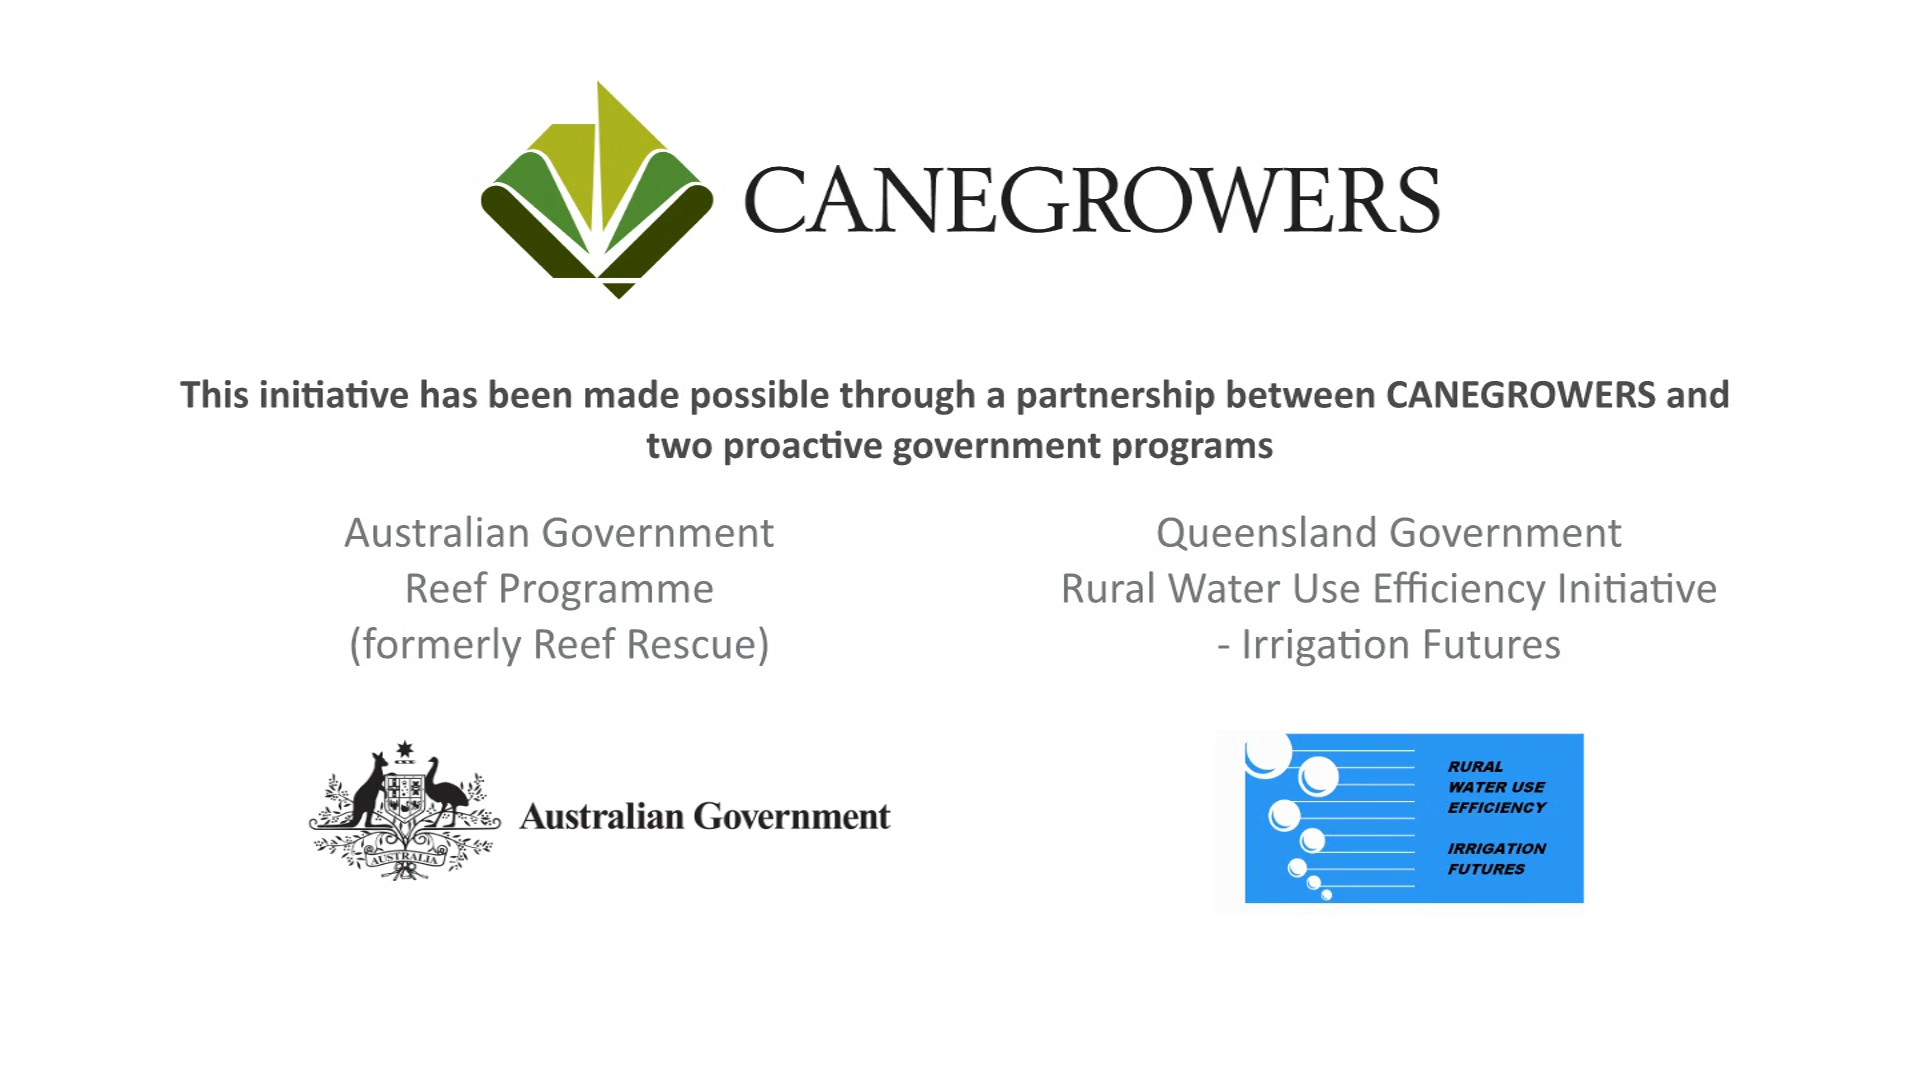 CANEGROWERS
This initiative has been made possible through a partnership between CANEGROWERS and
two proactive government programs
Australian Government
Reef Programme
(formerly Reef Rescue)
Queensland Government
Rural Water Use Efficiency Initiative
- Irrigation Futures
AUSTRALIA
Australian Government
RURAL
WATER USE
EFFICIENCY
IRRIGATION
FUTURES